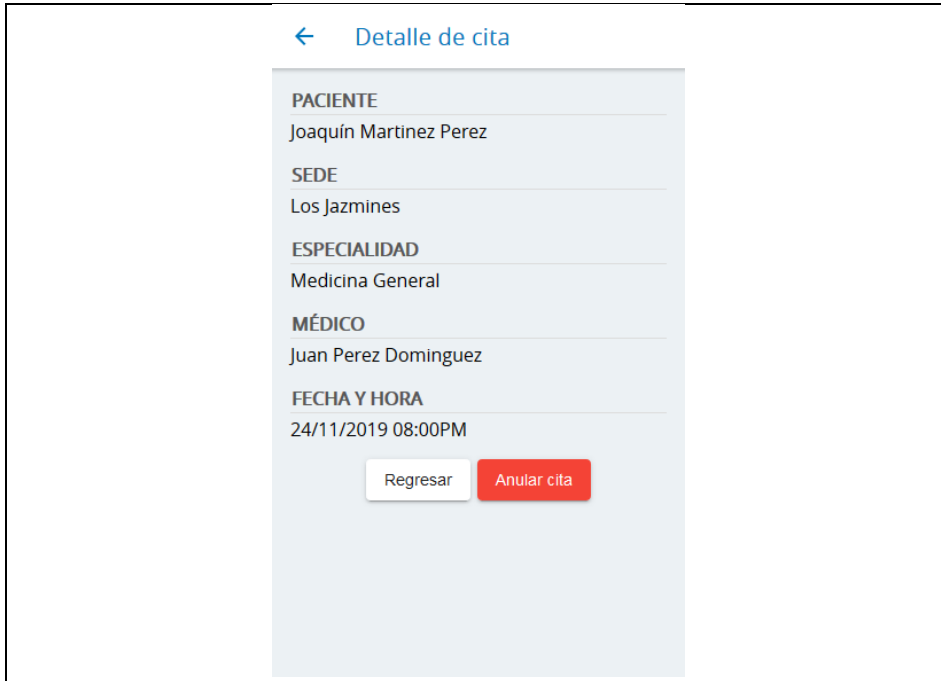 Detalle de cita
PACIENTE
Joaquín Martinez Perez
SEDE
Los Jazmines
ESPECIALIDAD
Medicina General
MÉDICO
Juan Perez Dominguez
FECHA Y HORA
24/11/2019 08:00PM
Regresar Anular cita